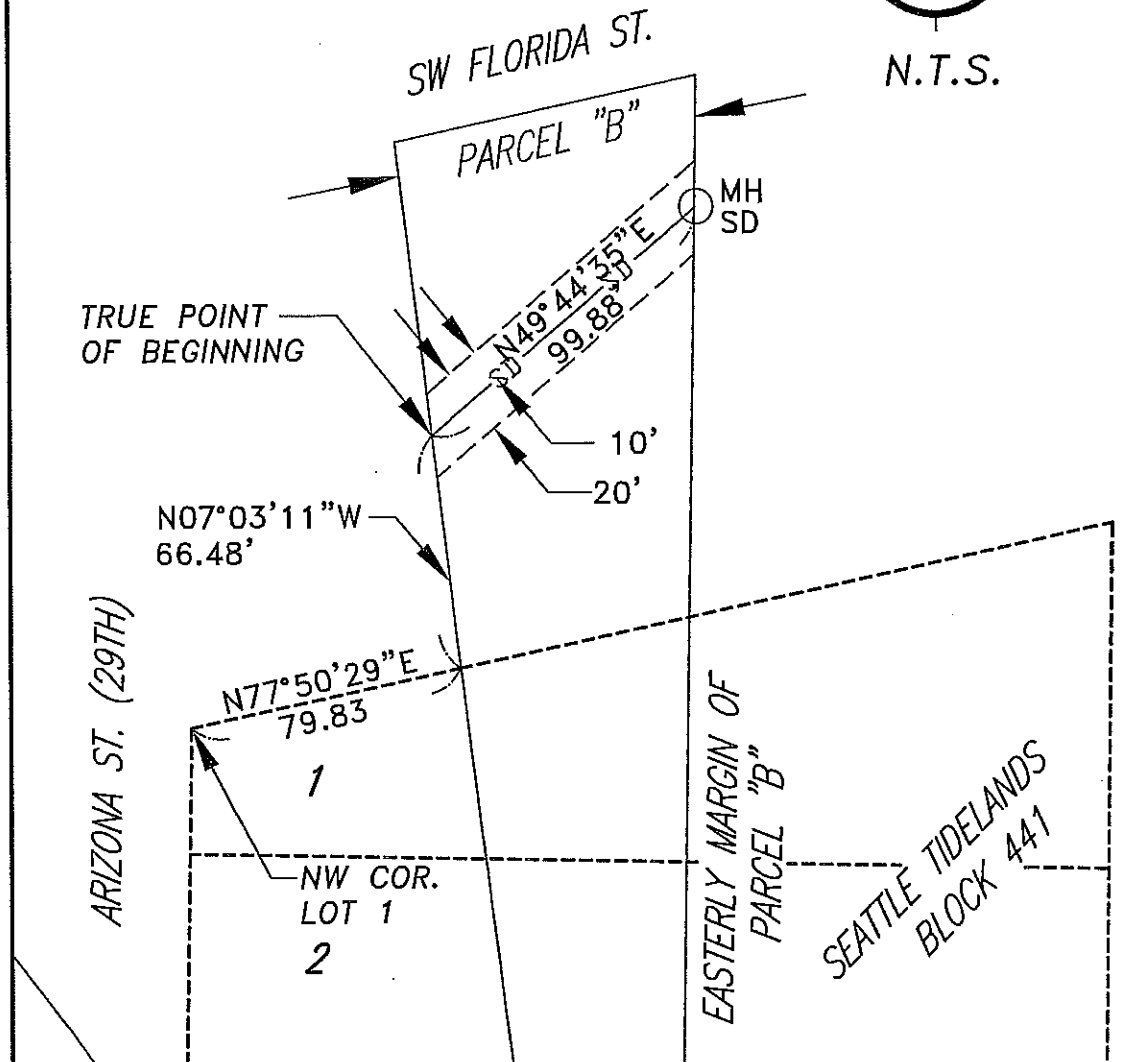 SW FLORIDA ST.
N.T.S.
PARCEL "B"
MH
SD
N49°44'35"E
SD
99.88'
SD
TRUE POINT
OF BEGINNING
10'
20'
N07°03'11"W
66.48'
ARIZONA ST. (29TH)
N77°50'29"E
79.83
1
NW COR.
LOT 1
2
EASTERLY MARGIN OF
PARCEL "B"
SEATTLE TIDELANDS
BLOCK 441